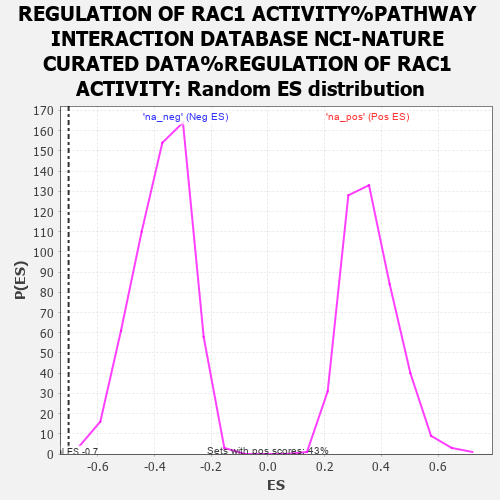 REGULATION OF RAC1 ACTIVITY%PATHWAY
INTERACTION DATABASE NCI-NATURE
CURATED DATA%REGULATION OF RAC1
ACTIVITY: Random ES distribution
'na_neg' (Neg ES) 'na_pos' (Pos ES)
170
160
150
140
130
120
110
100
90
80
70
60
50
40
30
20
10
0
P(ES)
ES -0.7
Sets with pos scores: 43%
-0.6 -0.4 -0.2 0.0 0.2 0.4 0.6
ES